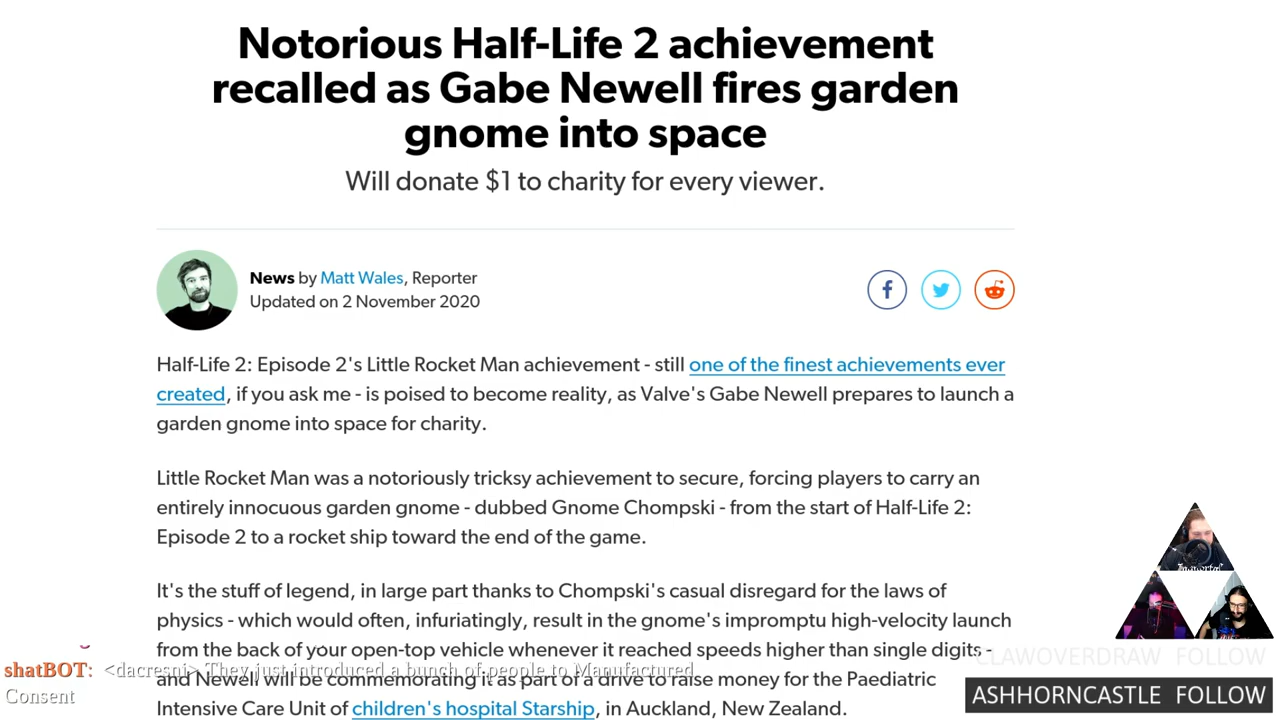 Notorious Half-Life 2 achievement
recalled as Gabe Newell fires garden
gnome into space
Will donate $1 to charity for every viewer.
News by Matt Wales, Reporter
Updated on 2 November 2020
Half-Life 2: Episode 2's Little Rocket Man achievement - still one of the finest achievements ever
created, if you ask me - is poised to become reality, as Valve's Gabe Newell prepares to launch a
garden gnome into space for charity.
Little Rocket Man was a notoriously tricksy achievement to secure, forcing players to carry an
entirely innocuous garden gnome - dubbed Gnome Chompski - from the start of Half-Life 2:
Episode 2 to a rocket ship toward the end of the game.
It's the stuff of legend, in large part thanks to Chompski's casual disregard for the laws of
physics - which would often, infuriatingly, result in the gnome's impromptu high-velocity launch
from the back of your open-top vehicle whenever it reached speeds higher than single digits -
and Newell will be commemorating it as part of a drive to raise money for the Paediatric
Intensive Care Unit of children's hospital Starship, in Auckland, New Zealand.
shatBOT: <dacresni> They just introduced a bunch of people to Manufactured
Consent
Immortal
CLAWOVERDRAW FOLLOW
ASHHORNCASTLE FOLLOW